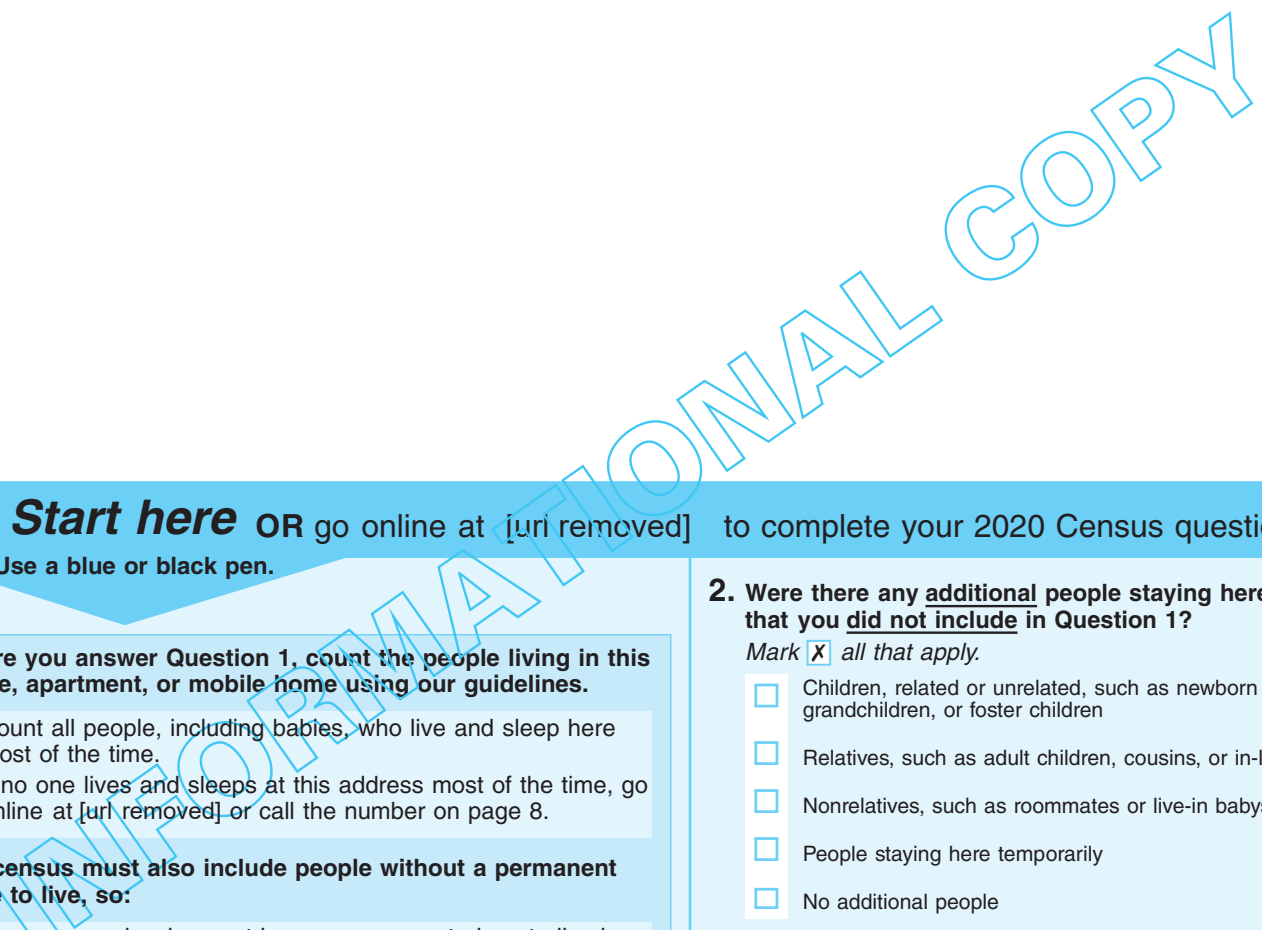 INFORMATIONAL COPY
Start here OR go online at [url removed] to complete your 2020 Census
Use a blue or black pen.
you answer Question 1, count the people living in this
apartment, or mobile home using our guidelines.
all people, including babies, who live and sleep here
of the time.
no one lives and sleeps at this address most of the time, go
at [url removed] or call the number on page 8.
census must also include people without a permanent
to live, so:
2. Were there any additional people staying here
that you did not include in Question 1?
Mark X all that apply.
Children, related or unrelated, such as newborn
grandchildren, or foster children
Relatives, such as adult children, cousins, or
Nonrelatives, such as roommates or live-in
People staying here temporarily
No additional people